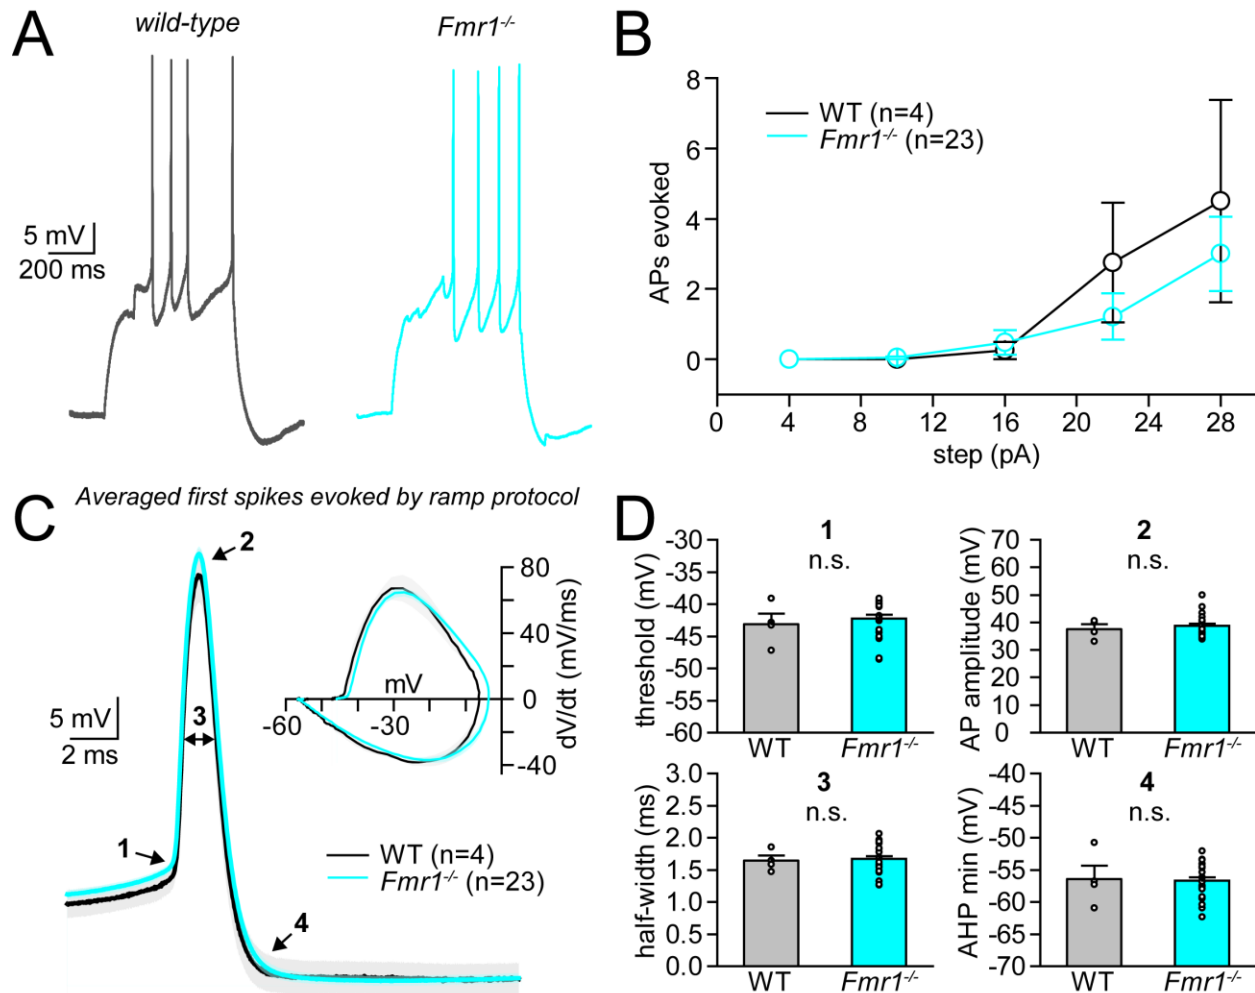 A
wild-type
Fmr1-/-
5 mV
200 ms
B
8
6
4
2
0
APs evoked
WT (n=4)
Fmr1-/- (n=23)
0 4 8 12 16 20 24 28
step (pA)
C
Averaged first spikes evoked by ramp protocol
2
3
1
4
5 mV
2 ms
80
40
0
-40
dV/dt (mV/ms)
mV
-60
-30
WT (n=4)
Fmr1-/- (n=23)
D
1
n.s.
threshold (mV)
-30
-35
-40
-45
-50
-55
-60
WT Fmr1-/-
2
n.s.
AP amplitude (mV)
70
60
50
40
30
20
10
0
WT Fmr1-/-
3
n.s.
half-width (ms)
3.0
2.5
2.0
1.5
1.0
0.5
0.0
WT Fmr1-/-
4
n.s.
AHP min (mV)
-40
-45
-50
-55
-60
-65
-70
WT Fmr1-/-